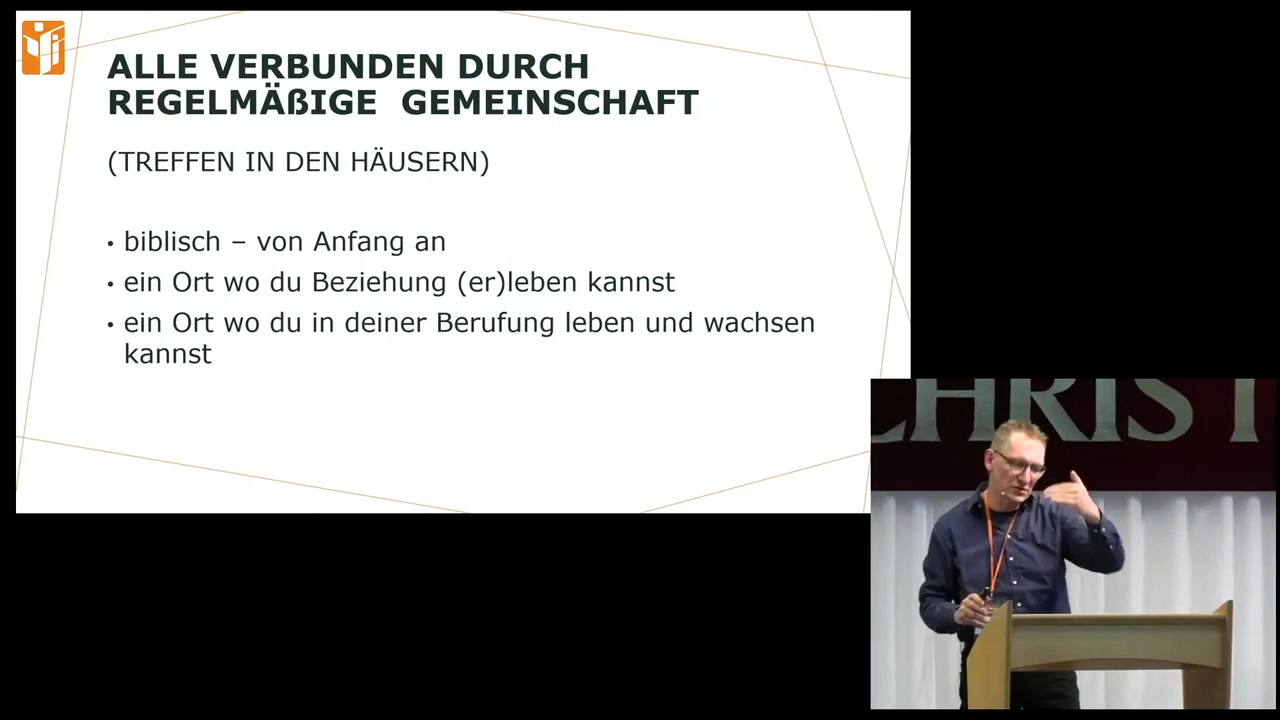 ALLE VERBUNDEN DURCH
REGELMÄßIGE GEMEINSCHAFT
(TREFFEN IN DEN HÄUSERN)
• biblisch – von Anfang an
• ein Ort wo du Beziehung (er)leben kannst
• ein Ort wo du in deiner Berufung leben und wachsen
kannst
CHRIST